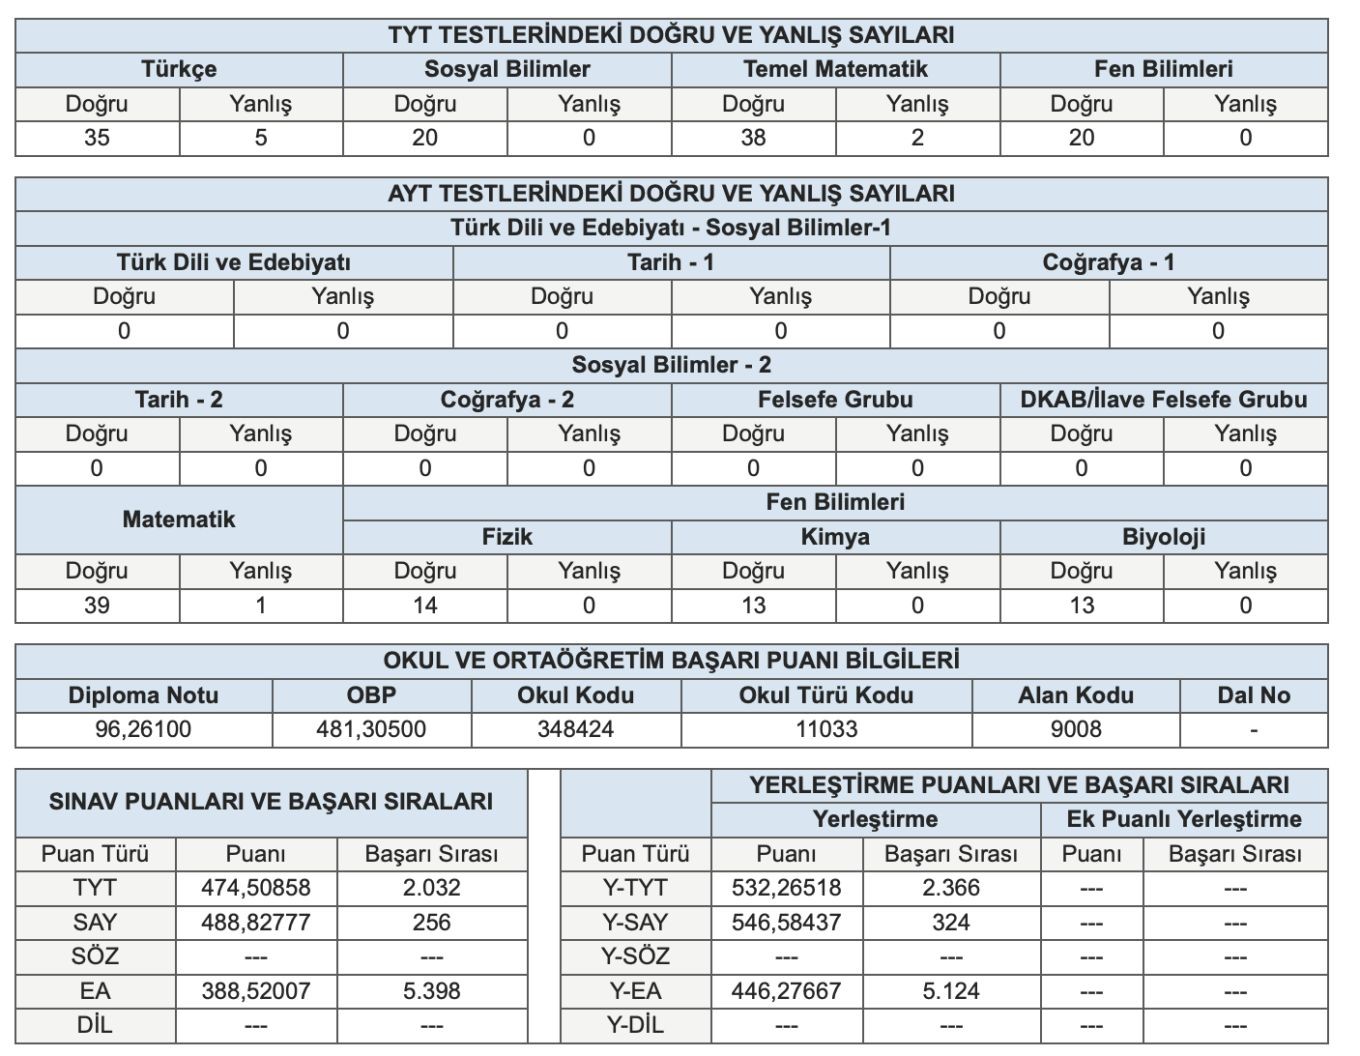 TYT TESTLERİNDEKİ DOĞRU VE YANLIŞ SAYILARI
Türkçe Sosyal Bilimler Temel Matematik Fen Bilimleri
Doğru Yanlış Doğru Yanlış Doğru Yanlış Doğru Yanlış
35 5 20 0 38 2 20 0
AYT TESTLERİNDEKİ DOĞRU VE YANLIŞ SAYILARI
Türk Dili ve Edebiyatı - Sosyal Bilimler-1
Türk Dili ve Edebiyatı Tarih - 1 Coğrafya - 1
Doğru Yanlış Doğru Yanlış Doğru Yanlış
0 0 0 0 0 0
Sosyal Bilimler - 2
Tarih - 2 Coğrafya - 2 Felsefe Grubu DKAB/İlave Felsefe Grubu
Doğru Yanlış Doğru Yanlış Doğru Yanlış Doğru Yanlış
0 0 0 0 0 0 0 0
Matematik Fen Bilimleri
Fizik Kimya Biyoloji
Doğru Yanlış Doğru Yanlış Doğru Yanlış Doğru Yanlış
39 1 14 0 13 0 13 0
OKUL VE ORTAÖĞRETİM BAŞARI PUANI BİLGİLERİ
Diploma Notu OBP Okul Kodu Okul Türü Kodu Alan Kodu Dal No
96,26100 481,30500 348424 11033 9008 -
SINAV PUANLARI VE BAŞARI SIRALARI
Puan Türü Puanı Başarı Sırası
TYT 474,50858 2.032
SAY 488,82777 256
SÖZ --- ---
EA 388,52007 5.398
DİL --- ---
YERLEŞTİRME PUANLARI VE BAŞARI SIRALARI
Yerleştirme Ek Puanlı Yerleştirme
Puan Türü Puanı Başarı Sırası Puanı Başarı Sırası
Y-TYT 532,26518 2.366 --- ---
Y-SAY 546,58437 324 --- ---
Y-SÖZ --- --- --- ---
Y-EA 446,27667 5.124 --- ---
Y-DİL --- --- --- ---